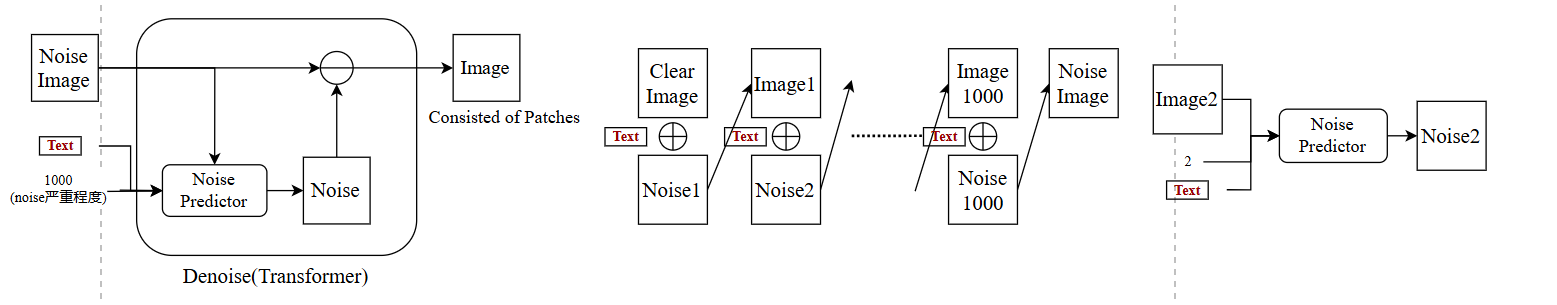 Noise
Image
Text
1000
(noise严重程度)
Noise
Predictor
Noise
Image
Consisted of Patches
Denoise(Transformer)
Clear
Image
Text
Noise1
Image1
Text
Noise2
Image
1000
Text
Noise
1000
Noise
Image
Image2
2
Text
Noise
Predictor
Noise2